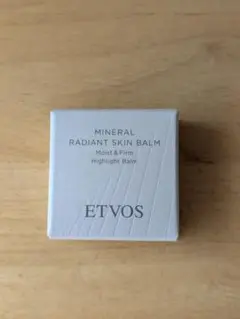 MINERAL
RADIANT SKIN BALM
Moist & Firm
Highlight Balm
ETVOS